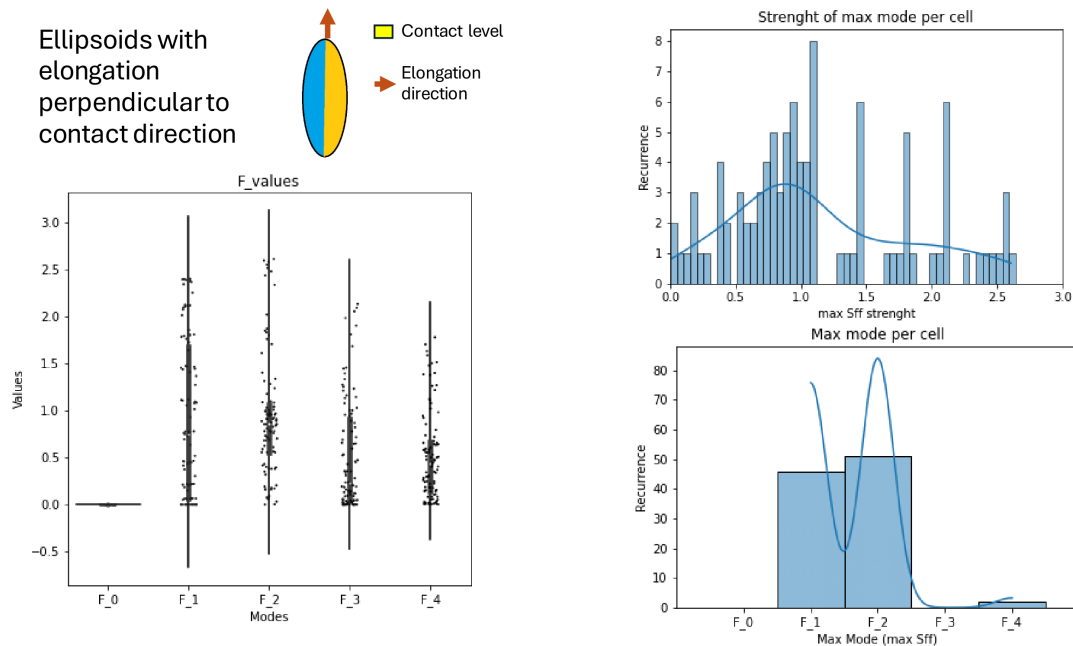 Ellipsoids with
elongation
perpendicular to
contact direction
Contact level
Elongation
direction
F_values
Values
3.0
2.5
2.0
1.5
1.0
0.5
0.0
−0.5
F_0 F_1 F_2 F_3 F_4
Modes
Strenght of max mode per cell
Recurrence
8
7
6
5
4
3
2
1
0
0.0 0.5 1.0 1.5 2.0 2.5 3.0
max Sff strenght
Max mode per cell
Recurrence
80
70
60
50
40
30
20
10
0
F_0 F_1 F_2 F_3 F_4
Max Mode (max Sff)